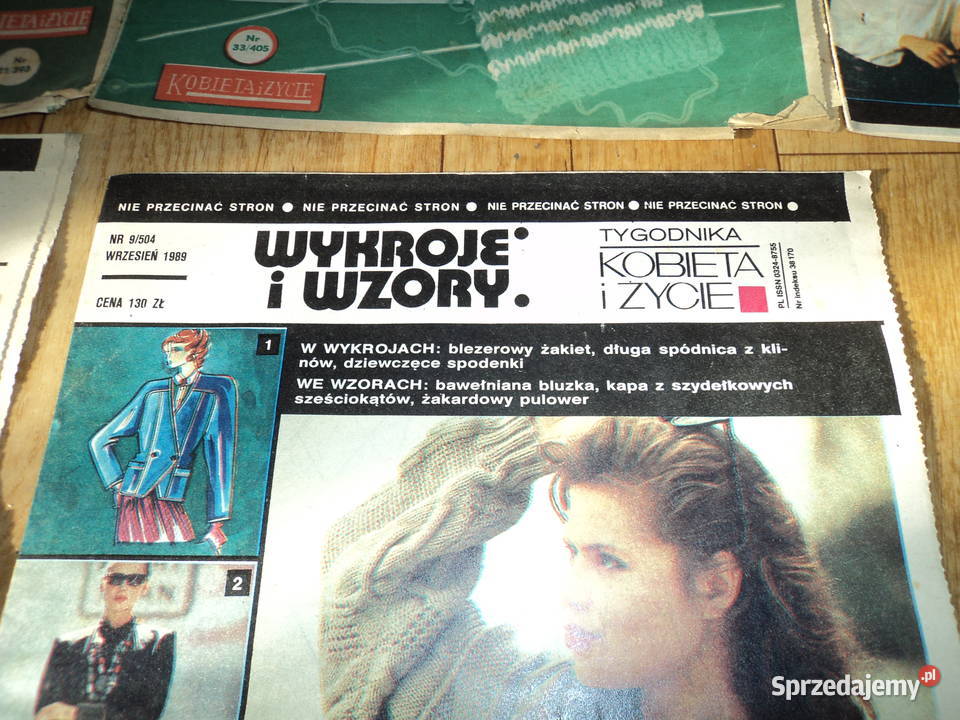 KOBIETA i ŻYCIE
Nr
Nr
33/405
KOBIETA i ŻYCIE
NIE PRZECINAĆ STRON ● NIE PRZECINAĆ STRON ● NIE PRZECINAĆ STRON ● NIE PRZECINAĆ STRON ●
NR 9/504
WRZESIEŃ 1989
CENA 130 ZŁ
WYKROJE
i WZORY
TYGODNIKA
KOBIETA
i ŻYCIE
PL ISSN 0324-8755
Nr indeksu 38170
1
W WYKROJACH: blezerowy żakiet, długa spódnica z kli-
nów, dziewczęce spodenki
WE WZORACH: bawełniana bluzka, kapa z szydełkowych
sześciokątów, żakardowy pulower
2
Sprzedajemy.pl